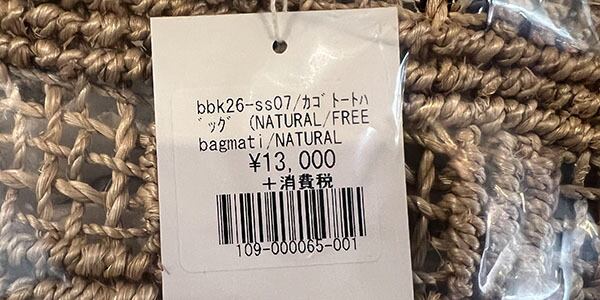 bbk26-ss07/ｶｺﾞﾄｰﾄﾊ
ﾞｯｸﾞ (NATURAL/FREE
bagmati/NATURAL
¥13,000
+消費税
109-000065-001